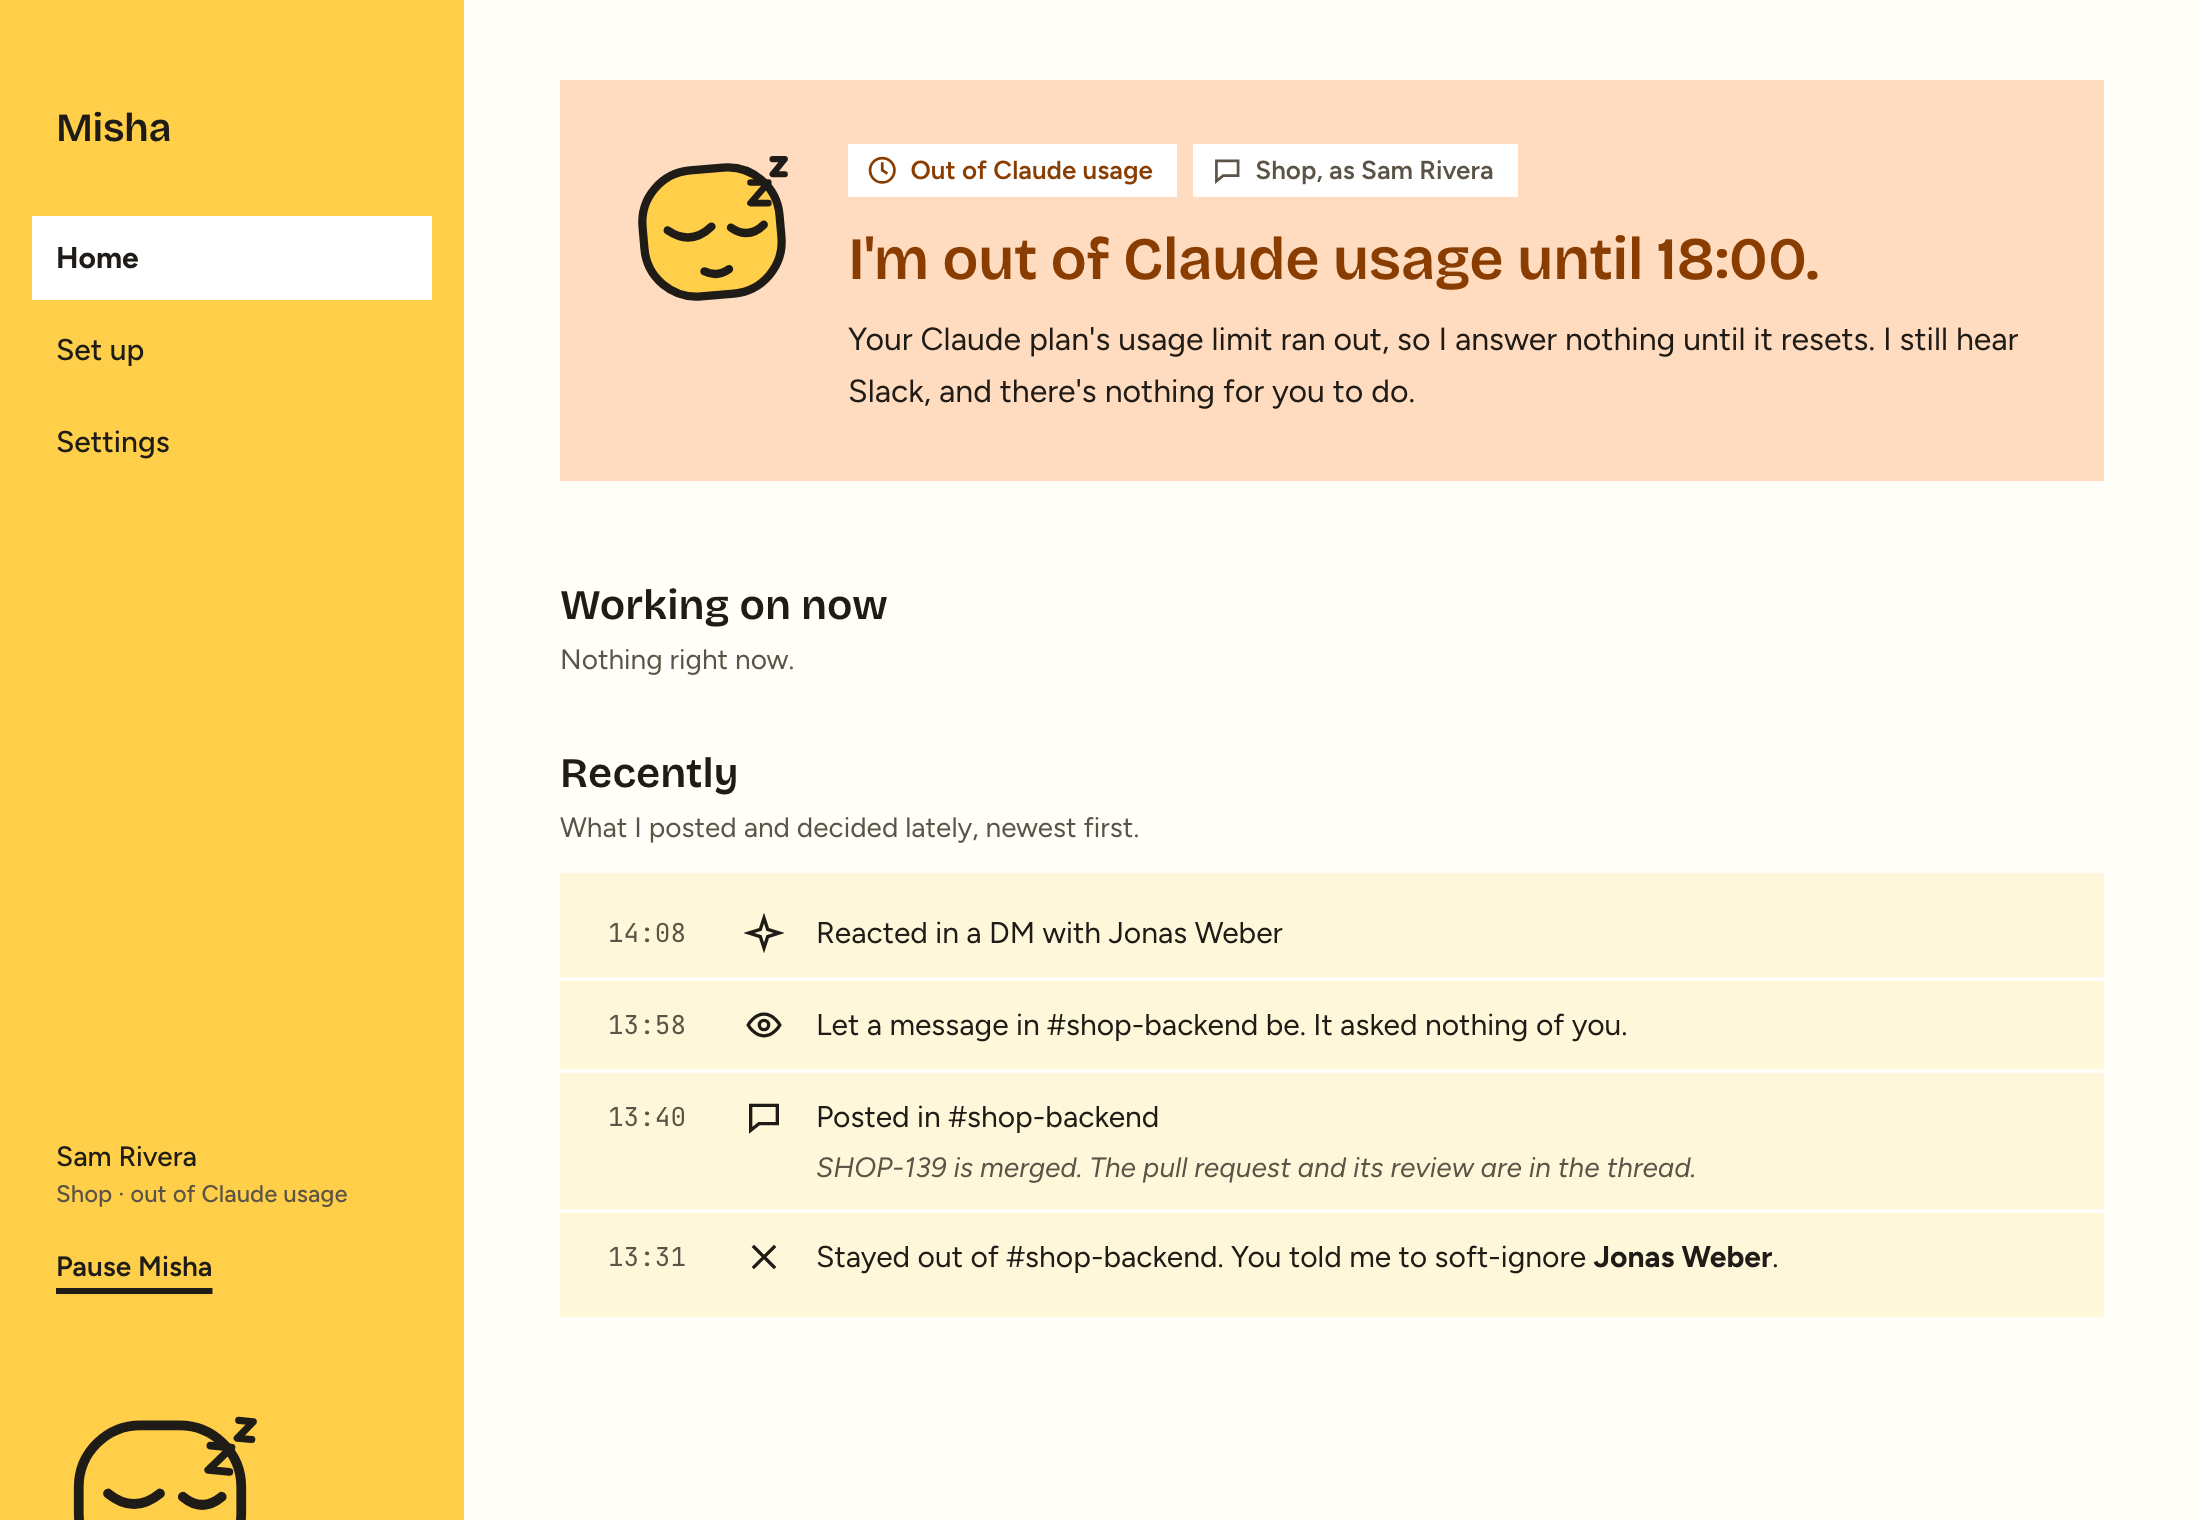 Misha
Home
Set up
Settings
Sam Rivera
Shop · out of Claude usage
Pause Misha
z
z
Out of Claude usage
Shop, as Sam Rivera
I'm out of Claude usage until 18:00.
Your Claude plan's usage limit ran out, so I answer nothing until it resets. I still hear
Slack, and there's nothing for you to do.
Working on now
Nothing right now.
Recently
What I posted and decided lately, newest first.
14:08 Reacted in a DM with Jonas Weber
13:58 Let a message in #shop-backend be. It asked nothing of you.
13:40 Posted in #shop-backend
SHOP-139 is merged. The pull request and its review are in the thread.
13:31 Stayed out of #shop-backend. You told me to soft-ignore Jonas Weber.
z
z